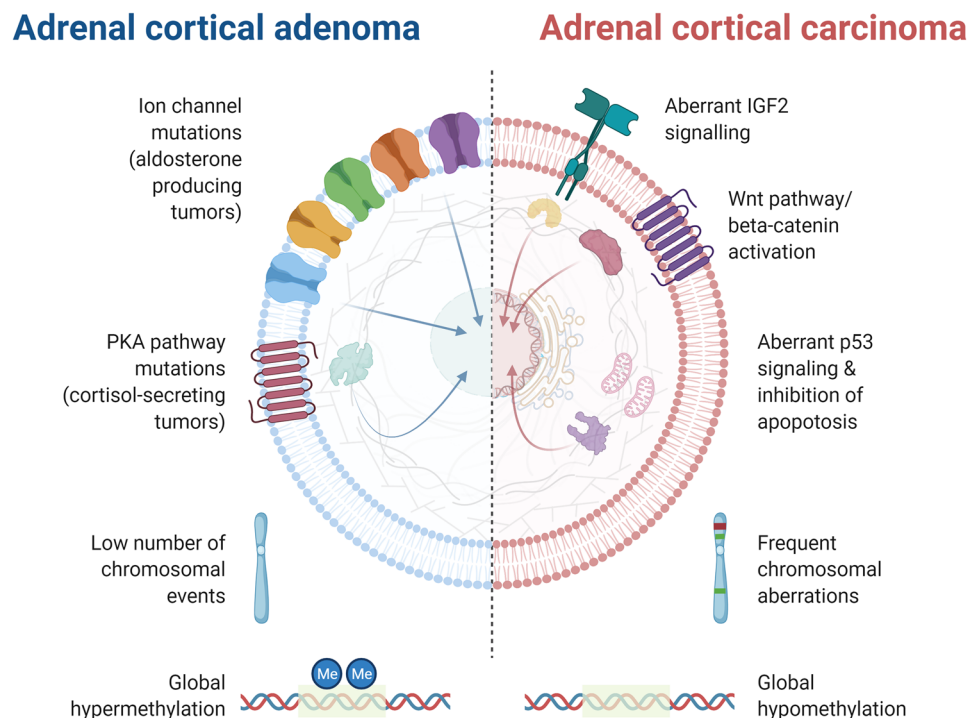 Adrenal cortical adenoma
Adrenal cortical carcinoma
Ion channel
mutations
(aldosterone
producing
tumors)
PKA pathway
mutations
(cortisol-secreting
tumors)
Low number of
chromosomal
events
Global
hypermethylation
Me Me
Aberrant IGF2
signalling
Wnt pathway/
beta-catenin
activation
Aberrant p53
signaling &
inhibition of
apopotosis
Frequent
chromosomal
aberrations
Global
hypomethylation